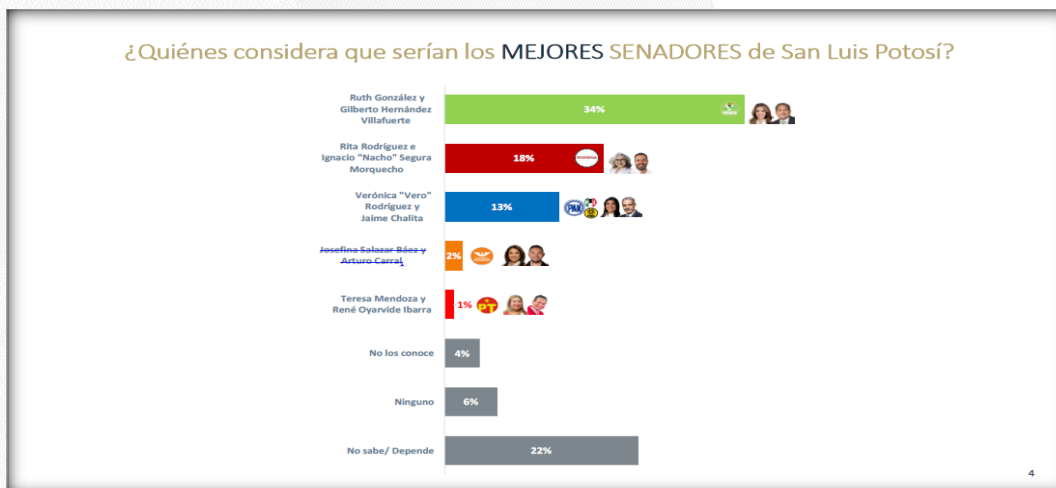 ¿Quiénes considera que serían los MEJORES SENADORES de San Luis Potosí?
Ruth González y
Gilberto Hernández
Villafuerte
34%
VERDE
Rita Rodríguez e
Ignacio "Nacho" Segura
Morquecho
18%
Verónica "Vero"
Rodríguez y
Jaime Chalita
13%
PAN
Josefina Salazar Báez y
Arturo Carral
2%
Teresa Mendoza y
René Oyarvide Ibarra
1%
PT
No los conoce
4%
Ninguno
6%
No sabe/ Depende
22%
4